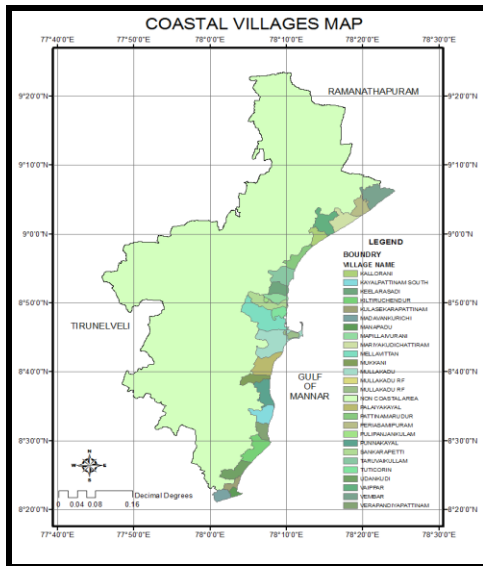 COASTAL VILLAGES MAP
77°40'0"E 77°50'0"E 78°0'0"E 78°10'0"E 78°20'0"E 78°30'0"E
RAMANATHAPURAM
9°20'0"N 9°20'0"N
9°10'0"N 9°10'0"N
9°0'0"N 9°0'0"N
8°50'0"N 8°50'0"N
8°40'0"N 8°40'0"N
8°30'0"N 8°30'0"N
8°20'0"N 8°20'0"N
TIRUNELVELI
GULF
OF
MANNAR
LEGEND
BOUNDRY
VILLAGE NAME
KALLORANI
KAYALPATTINAM SOUTH
KEELARASADI
KILTIRUCHENDUR
KULASEKARAPATTINAM
MADAVANKURICHI
MANAPADU
MAPILLAIVURANI
MARIYAKUDICHATTIRAM
MELLAVITTAN
MUKKANI
MULLAKADU
MULLAKADU RF
MULLAKADU RF
NON COASTALAREA
PALAIYAKAYAL
PATTINAMARUDUR
PERIASAMIPURAM
PULIPANJANKULAM
PUNNAKAYAL
SANKARAPETTI
TARUVAIKULLAM
TUTICORIN
UDANKUDI
VAIPPAR
VEMBAR
VERAPANDIYAPATTINAM
N
W E
S
Decimal Degrees
0 0.04 0.08 0.16
77°40'0"E 77°50'0"E 78°0'0"E 78°10'0"E 78°20'0"E 78°30'0"E